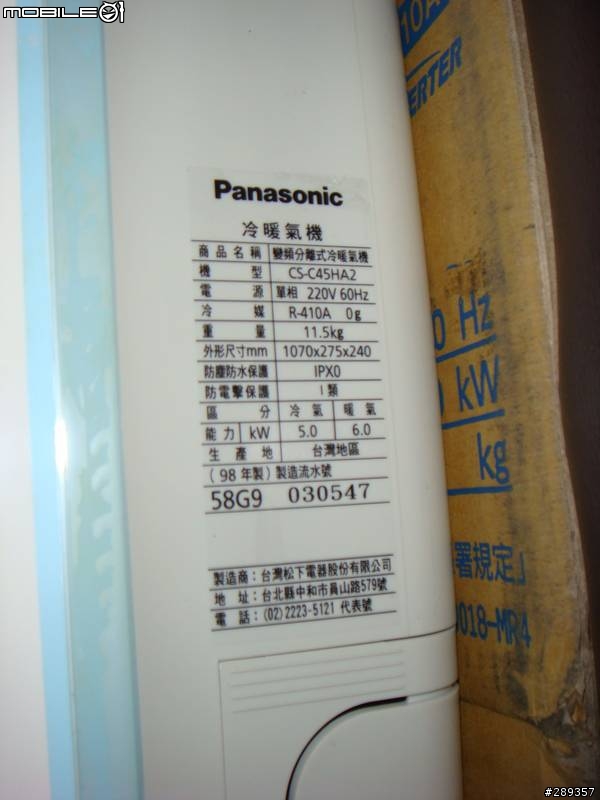 MOBILE01
10A
ERTER
Panasonic
冷暖氣機
商品名稱 變頻分離式冷暖氣機
機型 CS-C45HA2
電源 單相 220V 60Hz
冷媒 R-410A 0g
重量 11.5kg
外形尺寸mm 1070x275x240
防塵防水保護 IPX0
防電擊保護 I類
區分 冷氣 暖氣
能力 kW 5.0 6.0
生產地 台灣地區
(98年製)製造流水號
58G9 030547
製造商：台灣松下電器股份有限公司
地址：台北縣中和市員山路579號
電話：(02)2223-5121 代表號
0 Hz
kW
kg
署規定」
0018-MR4
#289357